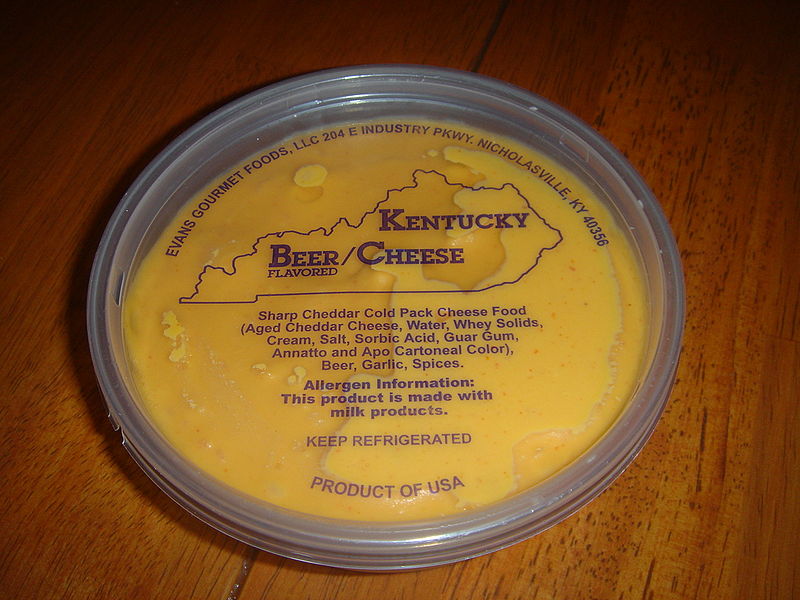 EVANS GOURMET FOODS, LLC 204 E INDUSTRY PKWY. NICHOLASVILLE, KY 40356
KENTUCKY
BEER/CHEESE
FLAVORED
Sharp Cheddar Cold Pack Cheese Food
(Aged Cheddar Cheese, Water, Whey Solids,
Cream, Salt, Sorbic Acid, Guar Gum,
Annatto and Apo Cartoneal Color),
Beer, Garlic, Spices.
Allergen Information:
This product is made with
milk products.
KEEP REFRIGERATED
PRODUCT OF USA